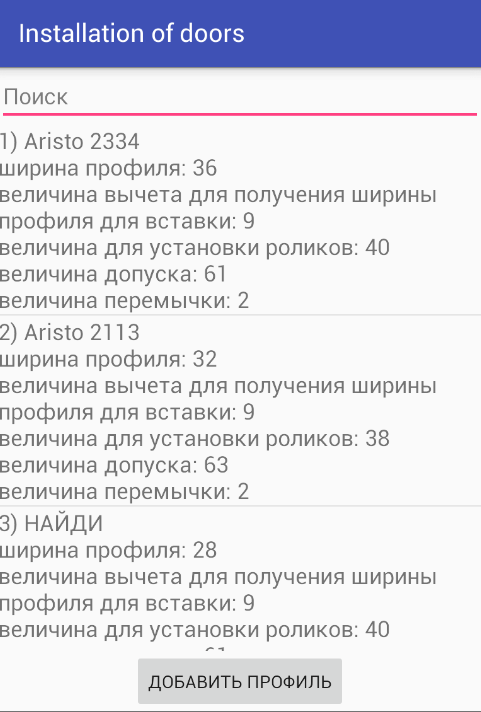 Installation of doors
Поиск
1) Aristo 2334
ширина профиля: 36
величина вычета для получения ширины
профиля для вставки: 9
величина для установки роликов: 40
величина допуска: 61
величина перемычки: 2
2) Aristo 2113
ширина профиля: 32
величина вычета для получения ширины
профиля для вставки: 9
величина для установки роликов: 38
величина допуска: 63
величина перемычки: 2
3) НАЙДИ
ширина профиля: 28
величина вычета для получения ширины
профиля для вставки: 9
величина для установки роликов: 40
61
ДОБАВИТЬ ПРОФИЛЬ